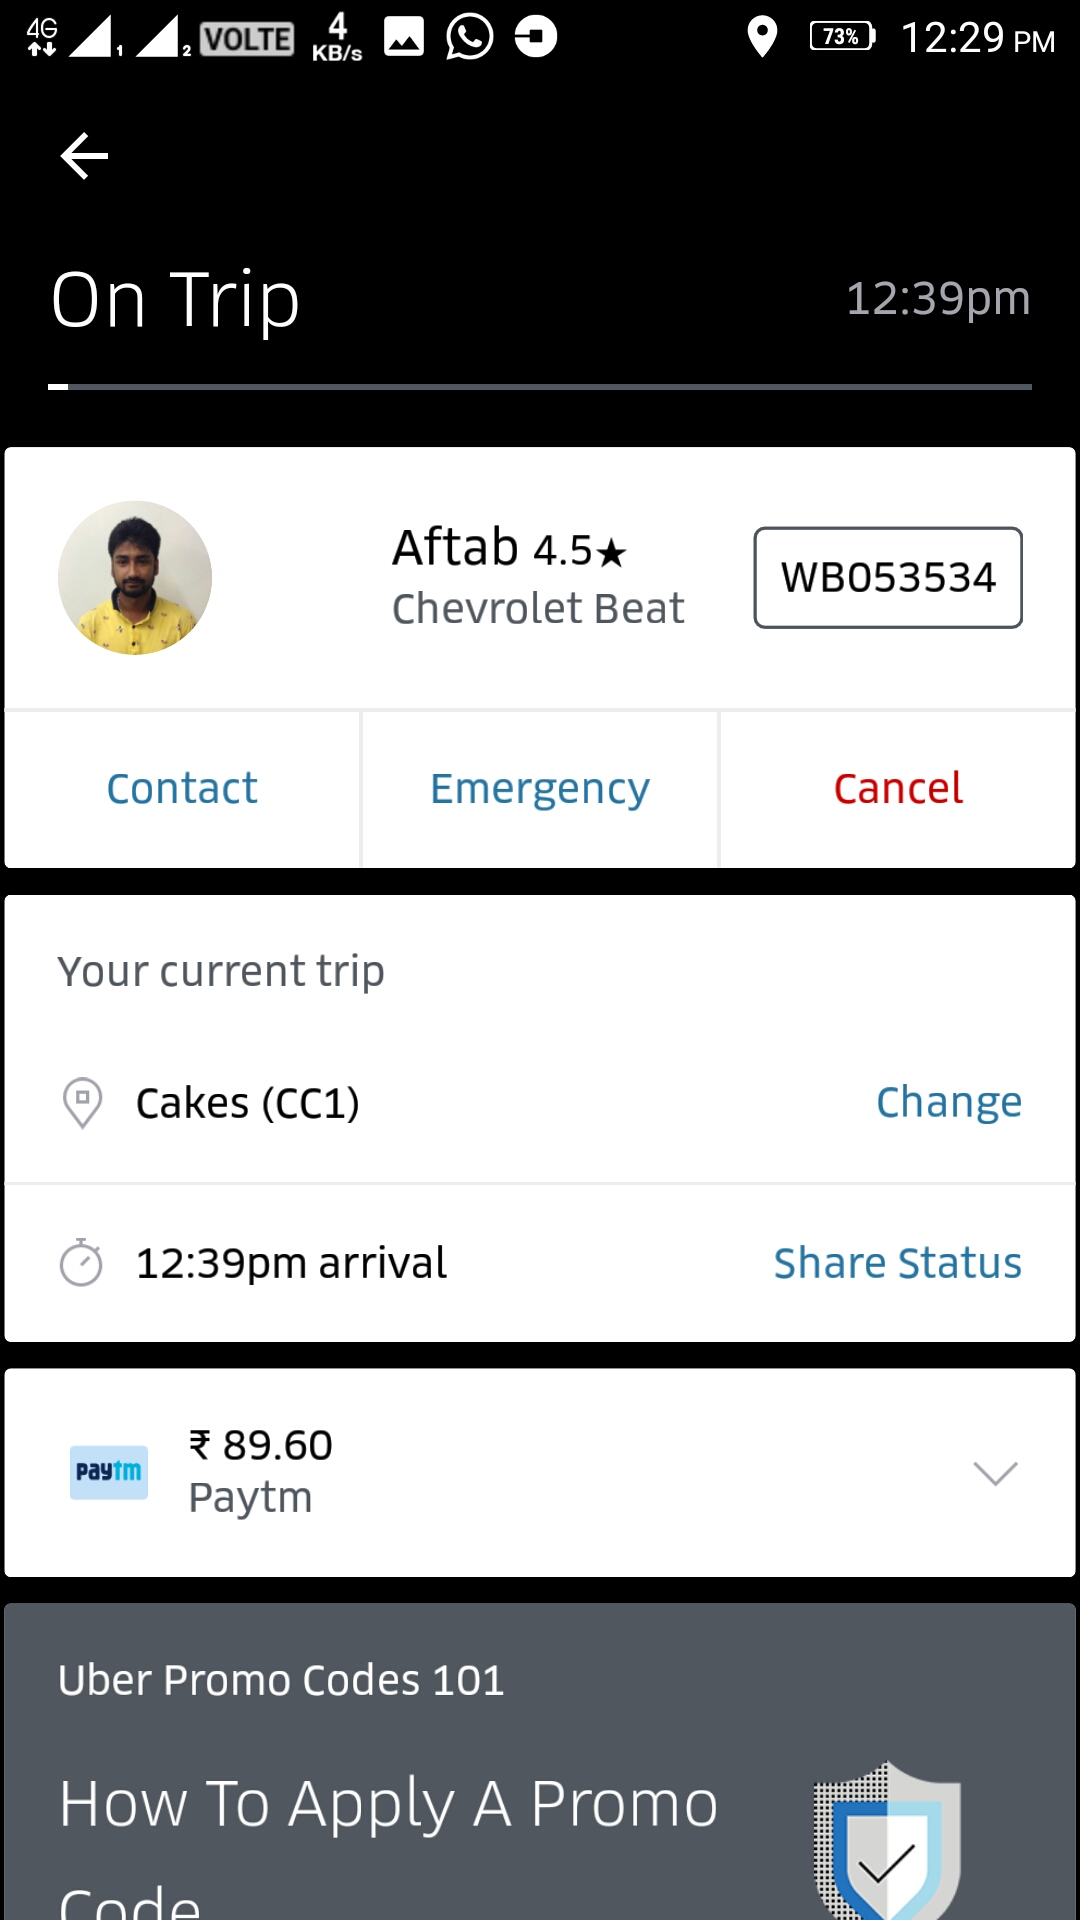 4G 1 2 VOLTE 4 KB/s 73% 12:29 PM
On Trip 12:39pm
Aftab 4.5★ WB053534
Chevrolet Beat
Contact Emergency Cancel
Your current trip
Cakes (CC1) Change
12:39pm arrival Share Status
₹ 89.60
paytm
Paytm
Uber Promo Codes 101
How To Apply A Promo
Code